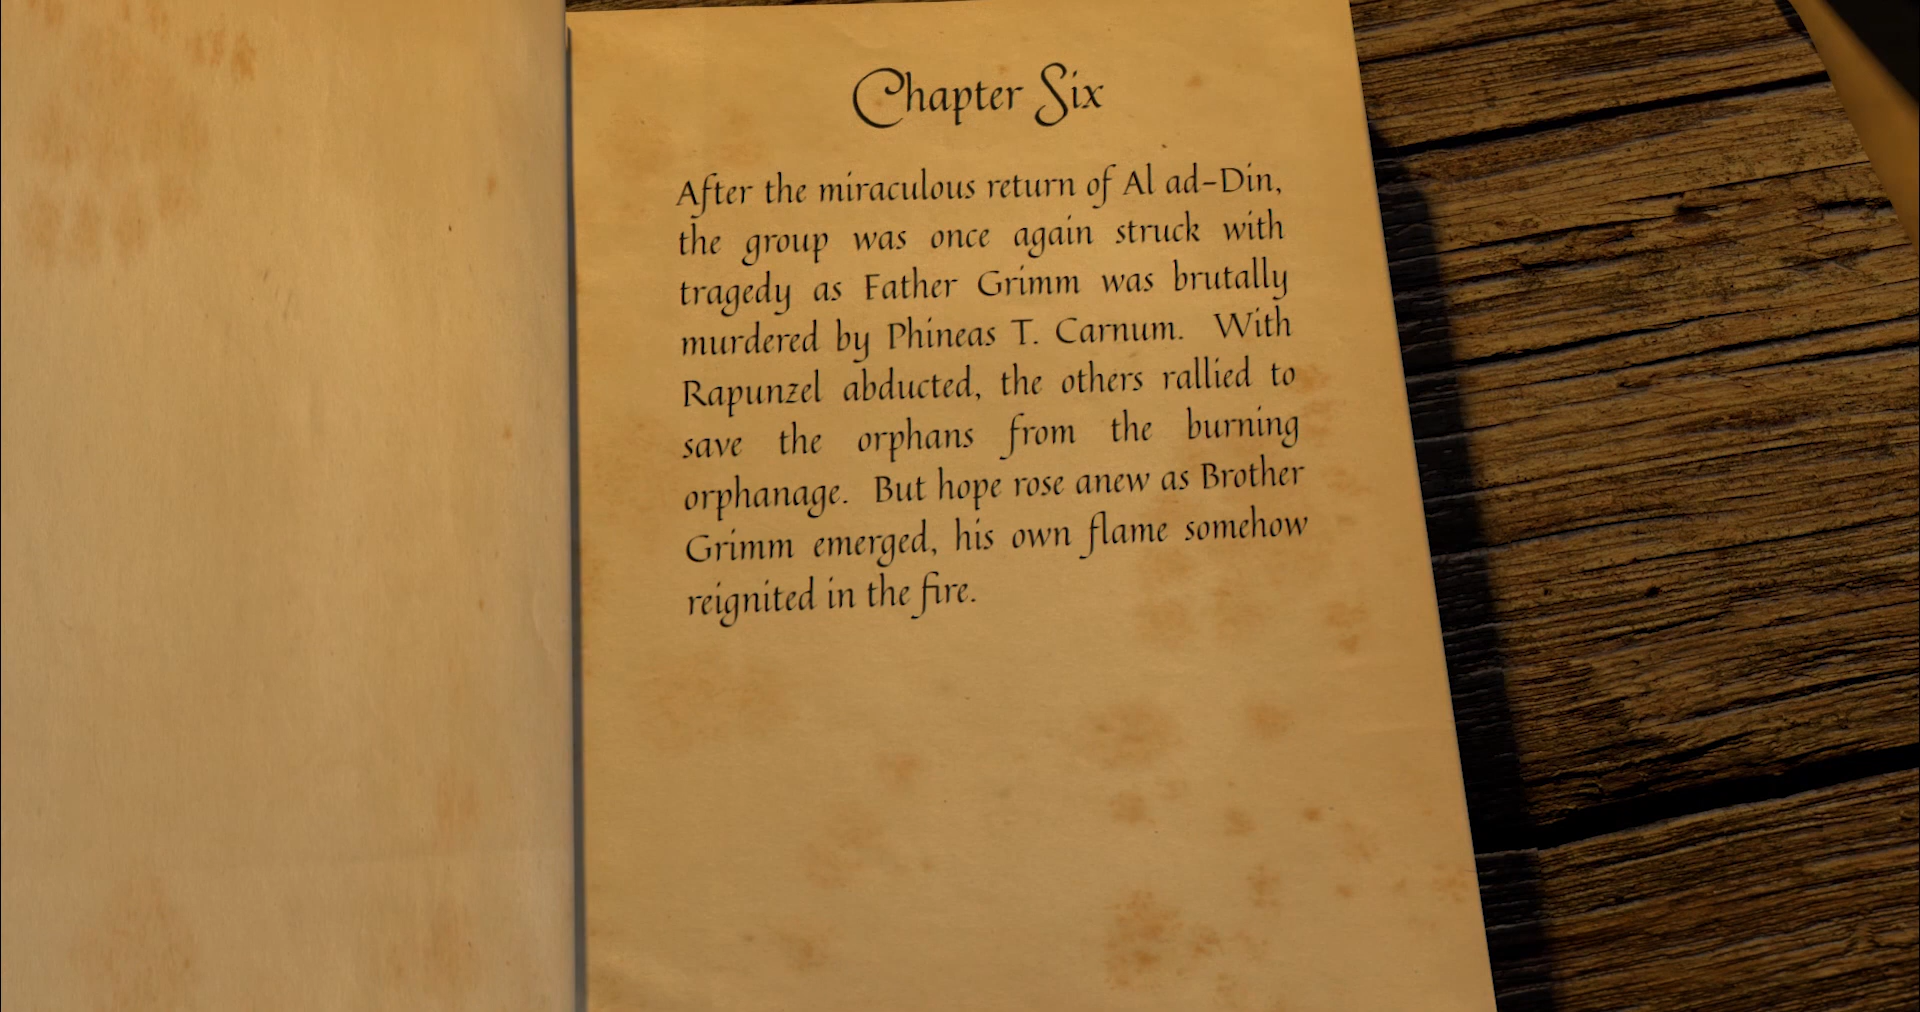 Chapter Six
After the miraculous return of Al ad-Din,
the group was once again struck with
tragedy as Father Grimm was brutally
murdered by Phineas T. Carnum. With
Rapunzel abducted, the others rallied to
save the orphans from the burning
orphanage. But hope rose anew as Brother
Grimm emerged, his own flame somehow
reignited in the fire.